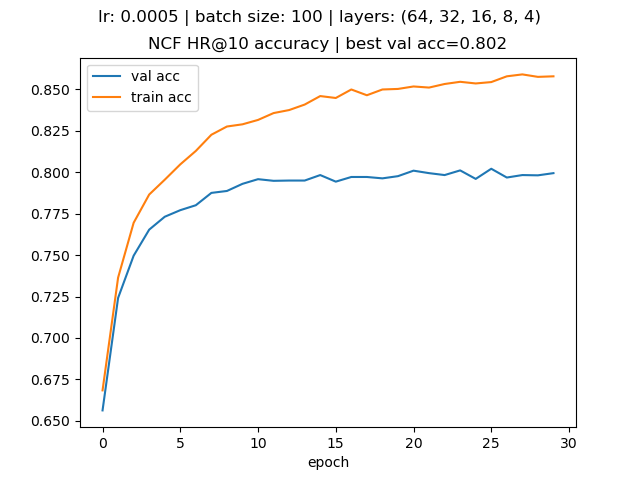 lr: 0.0005 | batch size: 100 | layers: (64, 32, 16, 8, 4)
NCF HR@10 accuracy | best val acc=0.802
val acc
train acc
0.850
0.825
0.800
0.775
0.750
0.725
0.700
0.675
0.650
0 5 10 15 20 25 30
epoch